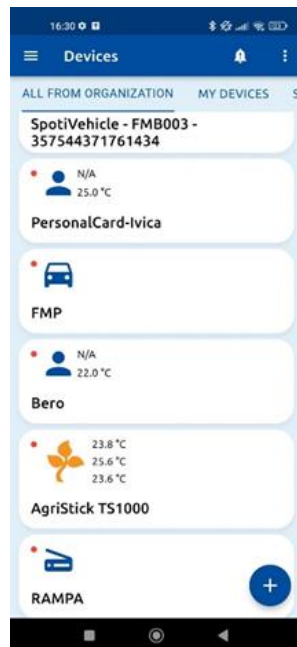 16:30
Devices
ALL FROM ORGANIZATION MY DEVICES S
SpotiVehicle - FMB003 -
357544371761434
N/A
25.0 °C
PersonalCard-Ivica
FMP
N/A
22.0 °C
Bero
23.8 °C
25.6 °C
23.6 °C
AgriStick TS1000
RAMPA
+